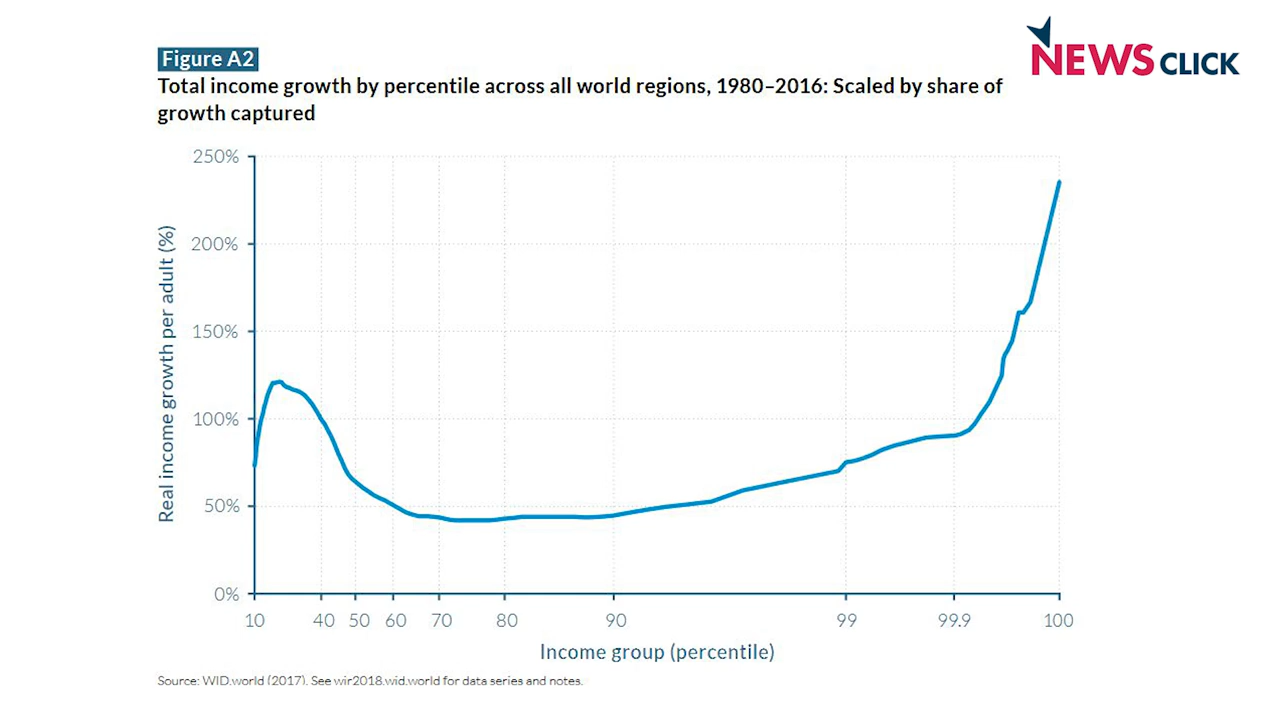 NEWSCLICK
Figure A2
Total income growth by percentile across all world regions, 1980–2016: Scaled by share of
growth captured
250%
200%
150%
100%
50%
0%
Real income growth per adult (%)
10 40 50 60 70 80 90 99 99.9 100
Income group (percentile)
Source: WID.world (2017). See wir2018.wid.world for data series and notes.